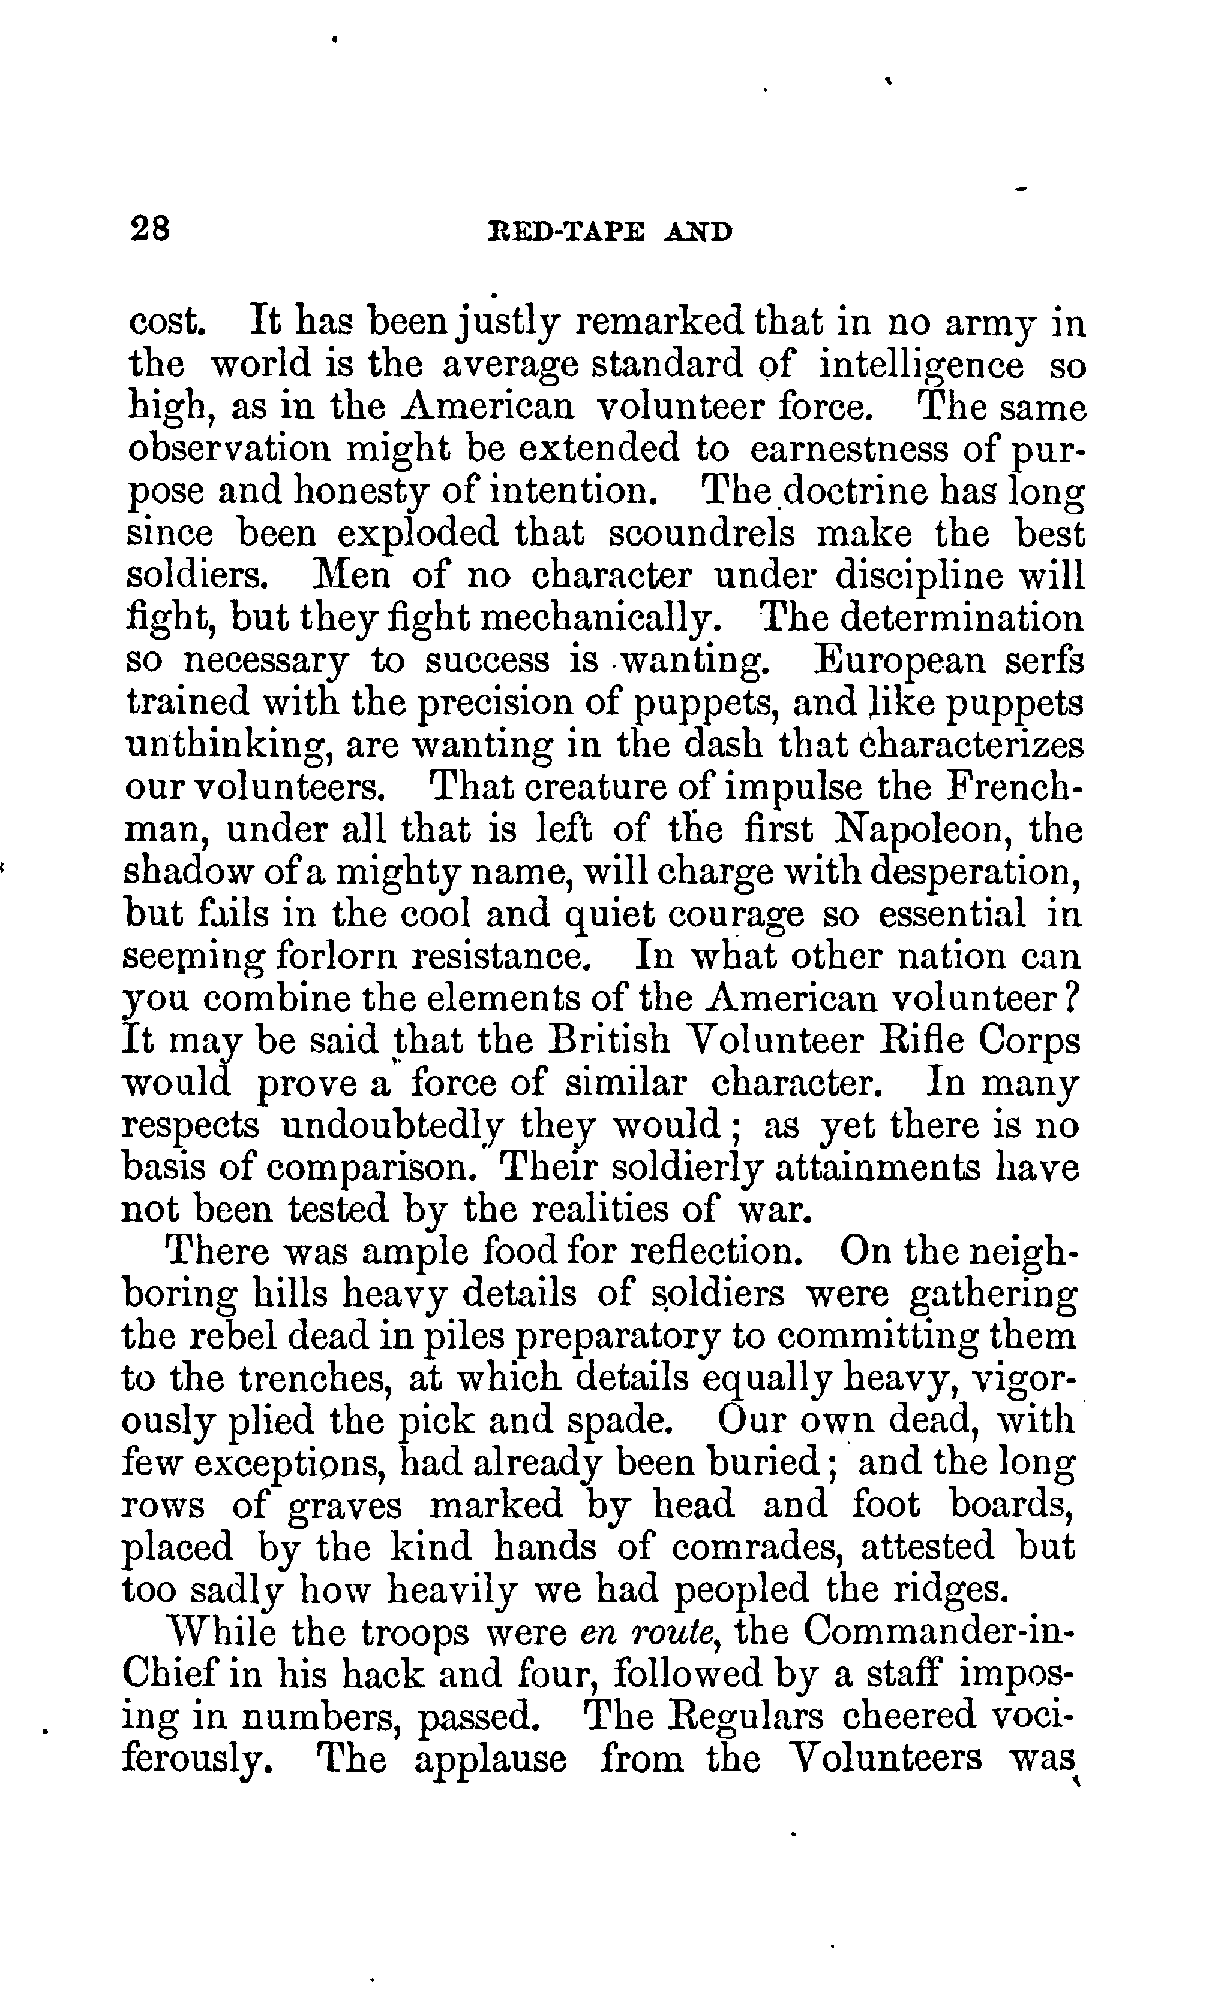 28 RED-TAPE AND
cost. It has been justly remarked that in no army in
the world is the average standard of intelligence so
high, as in the American volunteer force. The same
observation might be extended to earnestness of pur-
pose and honesty of intention. The doctrine has long
since been exploded that scoundrels make the best
soldiers. Men of no character under discipline will
fight, but they fight mechanically. The determination
so necessary to success is wanting. European serfs
trained with the precision of puppets, and like puppets
unthinking, are wanting in the dash that characterizes
our volunteers. That creature of impulse the French-
man, under all that is left of the first Napoleon, the
shadow of a mighty name, will charge with desperation,
but fails in the cool and quiet courage so essential in
seeming forlorn resistance. In what other nation can
you combine the elements of the American volunteer?
It may be said that the British Volunteer Rifle Corps
would prove a force of similar character. In many
respects undoubtedly they would; as yet there is no
basis of comparison. Their soldierly attainments have
not been tested by the realities of war.
There was ample food for reflection. On the neigh-
boring hills heavy details of soldiers were gathering
the rebel dead in piles preparatory to committing them
to the trenches, at which details equally heavy, vigor-
ously plied the pick and spade. Our own dead, with
few exceptions, had already been buried; and the long
rows of graves marked by head and foot boards,
placed by the kind hands of comrades, attested but
too sadly how heavily we had peopled the ridges.
While the troops were en route, the Commander-in-
Chief in his hack and four, followed by a staff impos-
ing in numbers, passed. The Regulars cheered voci-
ferously. The applause from the Volunteers was